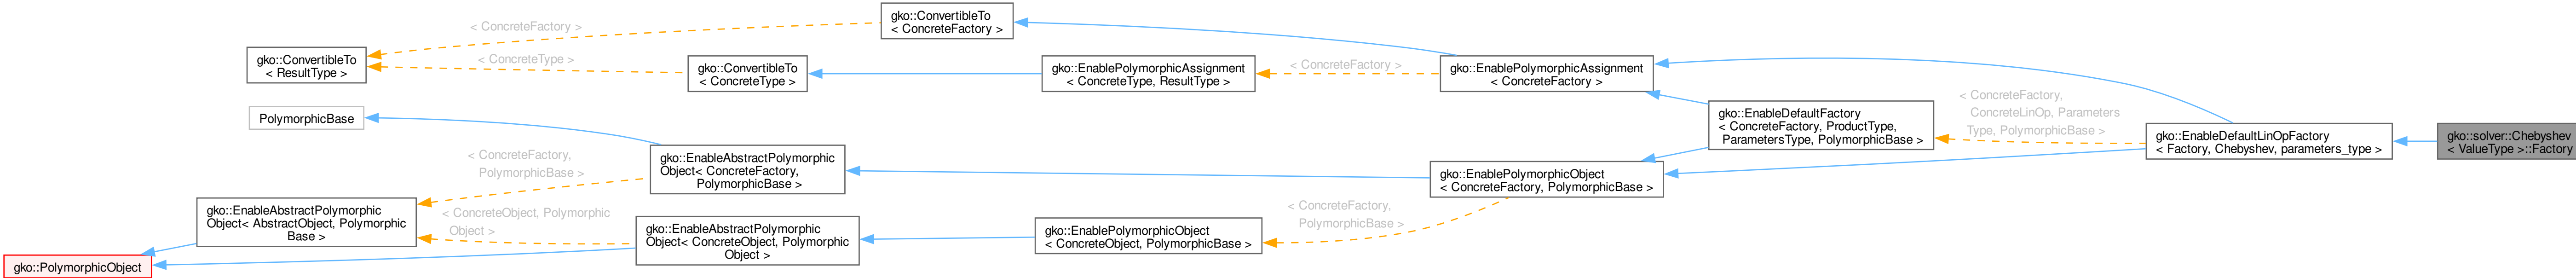 gko::ConvertibleTo
< ConcreteFactory >
< ConcreteFactory >
gko::ConvertibleTo
< ResultType >
< ConcreteType >
gko::ConvertibleTo
< ConcreteType >
gko::EnablePolymorphicAssignment
< ConcreteType, ResultType >
< ConcreteFactory >
gko::EnablePolymorphicAssignment
< ConcreteFactory >
PolymorphicBase
gko::EnableDefaultFactory
< ConcreteFactory, ProductType,
ParametersType, PolymorphicBase >
< ConcreteFactory,
ConcreteLinOp, Parameters
Type, PolymorphicBase >
gko::EnableDefaultLinOpFactory
< Factory, Chebyshev, parameters_type >
gko::solver::Chebyshev
< ValueType >::Factory
< ConcreteFactory,
PolymorphicBase >
gko::EnableAbstractPolymorphic
Object< ConcreteFactory,
PolymorphicBase >
gko::EnablePolymorphicObject
< ConcreteFactory, PolymorphicBase >
gko::EnableAbstractPolymorphic
Object< AbstractObject, Polymorphic
Base >
< ConcreteObject, Polymorphic
Object >
gko::EnableAbstractPolymorphic
Object< ConcreteObject, Polymorphic
Object >
gko::EnablePolymorphicObject
< ConcreteObject, PolymorphicBase >
< ConcreteFactory,
PolymorphicBase >
gko::PolymorphicObject